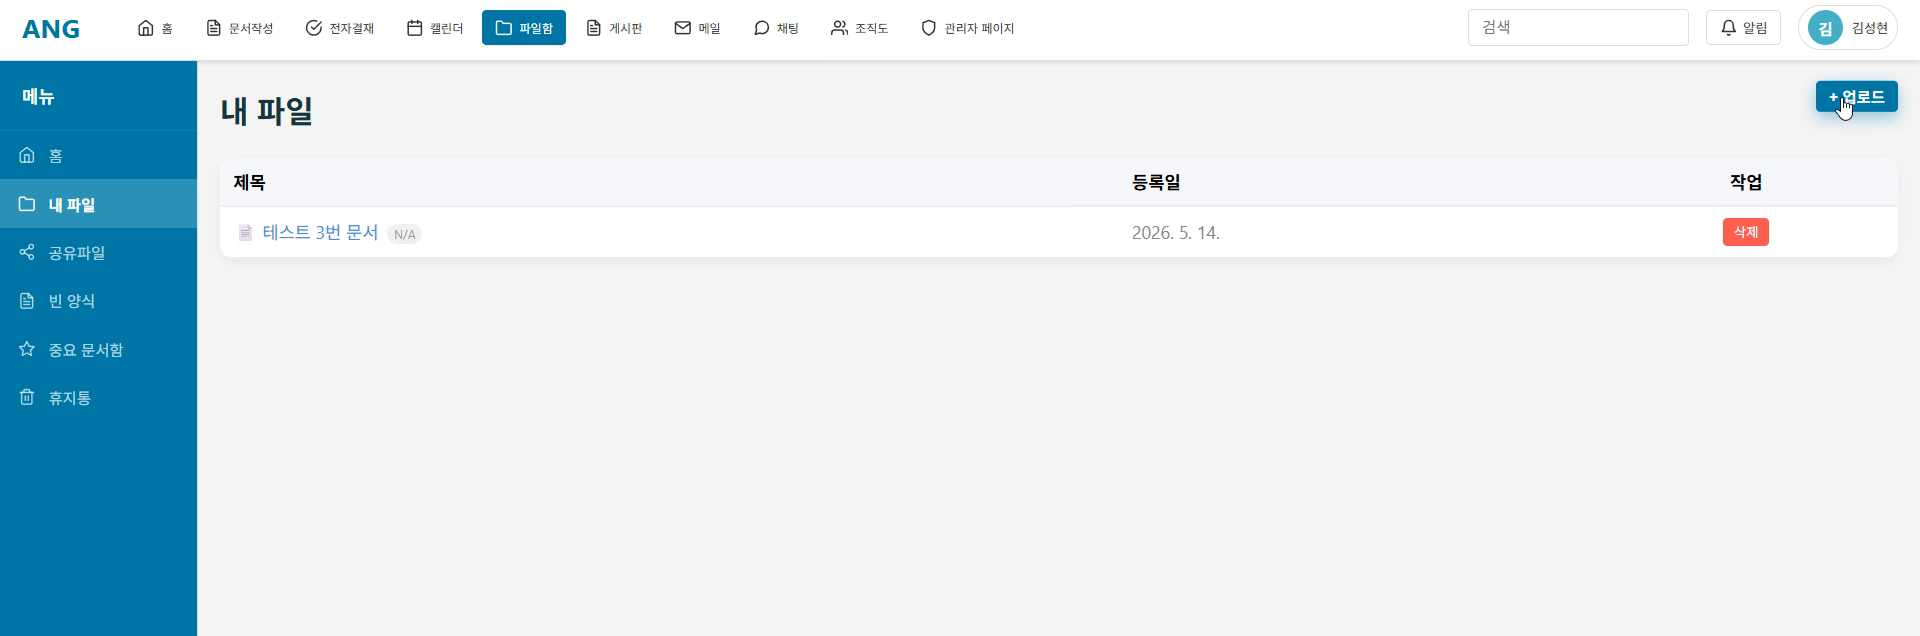 ANG 홈 문서작성 전자결재 캘린더 파일함 게시판 메일 채팅 조직도 관리자 페이지 검색 알림 김 김성현
메뉴
홈
내 파일
공유파일
빈 양식
중요 문서함
휴지통
내 파일
+ 업로드
제목 등록일 작업
테스트 3번 문서 N/A 2026. 5. 14. 삭제